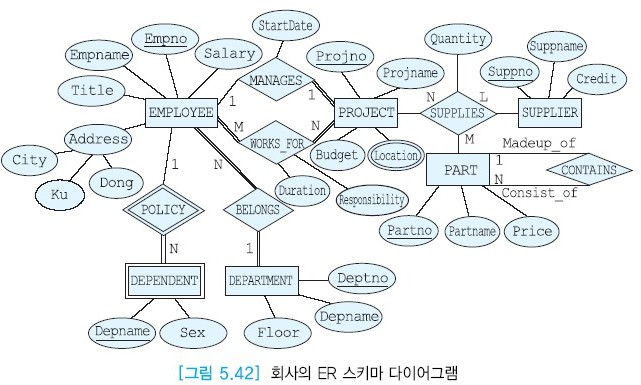 StartDate
Empno
Quantity
Suppname
Empname
Salary
Projno
MANAGES
Suppno
Credit
Title
Projname
1
1
N
L
EMPLOYEE
PROJECT
SUPPLIES
SUPPLIER
M
N
M
Address
WORKS_FOR
Madeup_of
City
Budget
Location
1
N
PART
1
CONTAINS
Ku
Dong
Duration
N
Consist_of
Responsibility
POLICY
BELONGS
Partno
Partname
Price
N
1
DEPENDENT
DEPARTMENT
Deptno
Depname
Depname
Sex
Floor
[그림 5.42] 회사의 ER 스키마 다이어그램